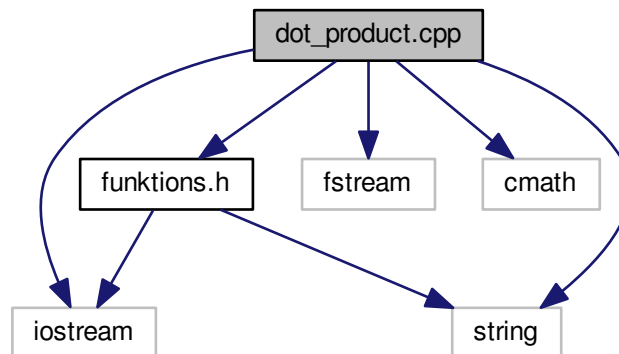 dot_product.cpp
funktions.h
fstream
cmath
iostream
string